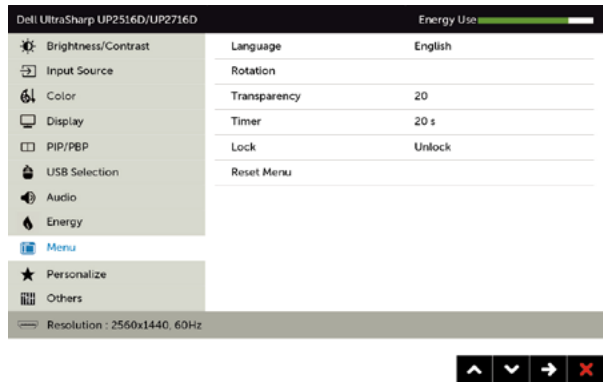 Dell UltraSharp UP2516D/UP2716D Energy Use
Brightness/Contrast Language English
Input Source Rotation
Color Transparency 20
Display Timer 20 s
PIP/PBP Lock Unlock
USB Selection Reset Menu
Audio
Energy
Menu
Personalize
Others
Resolution : 2560x1440, 60Hz